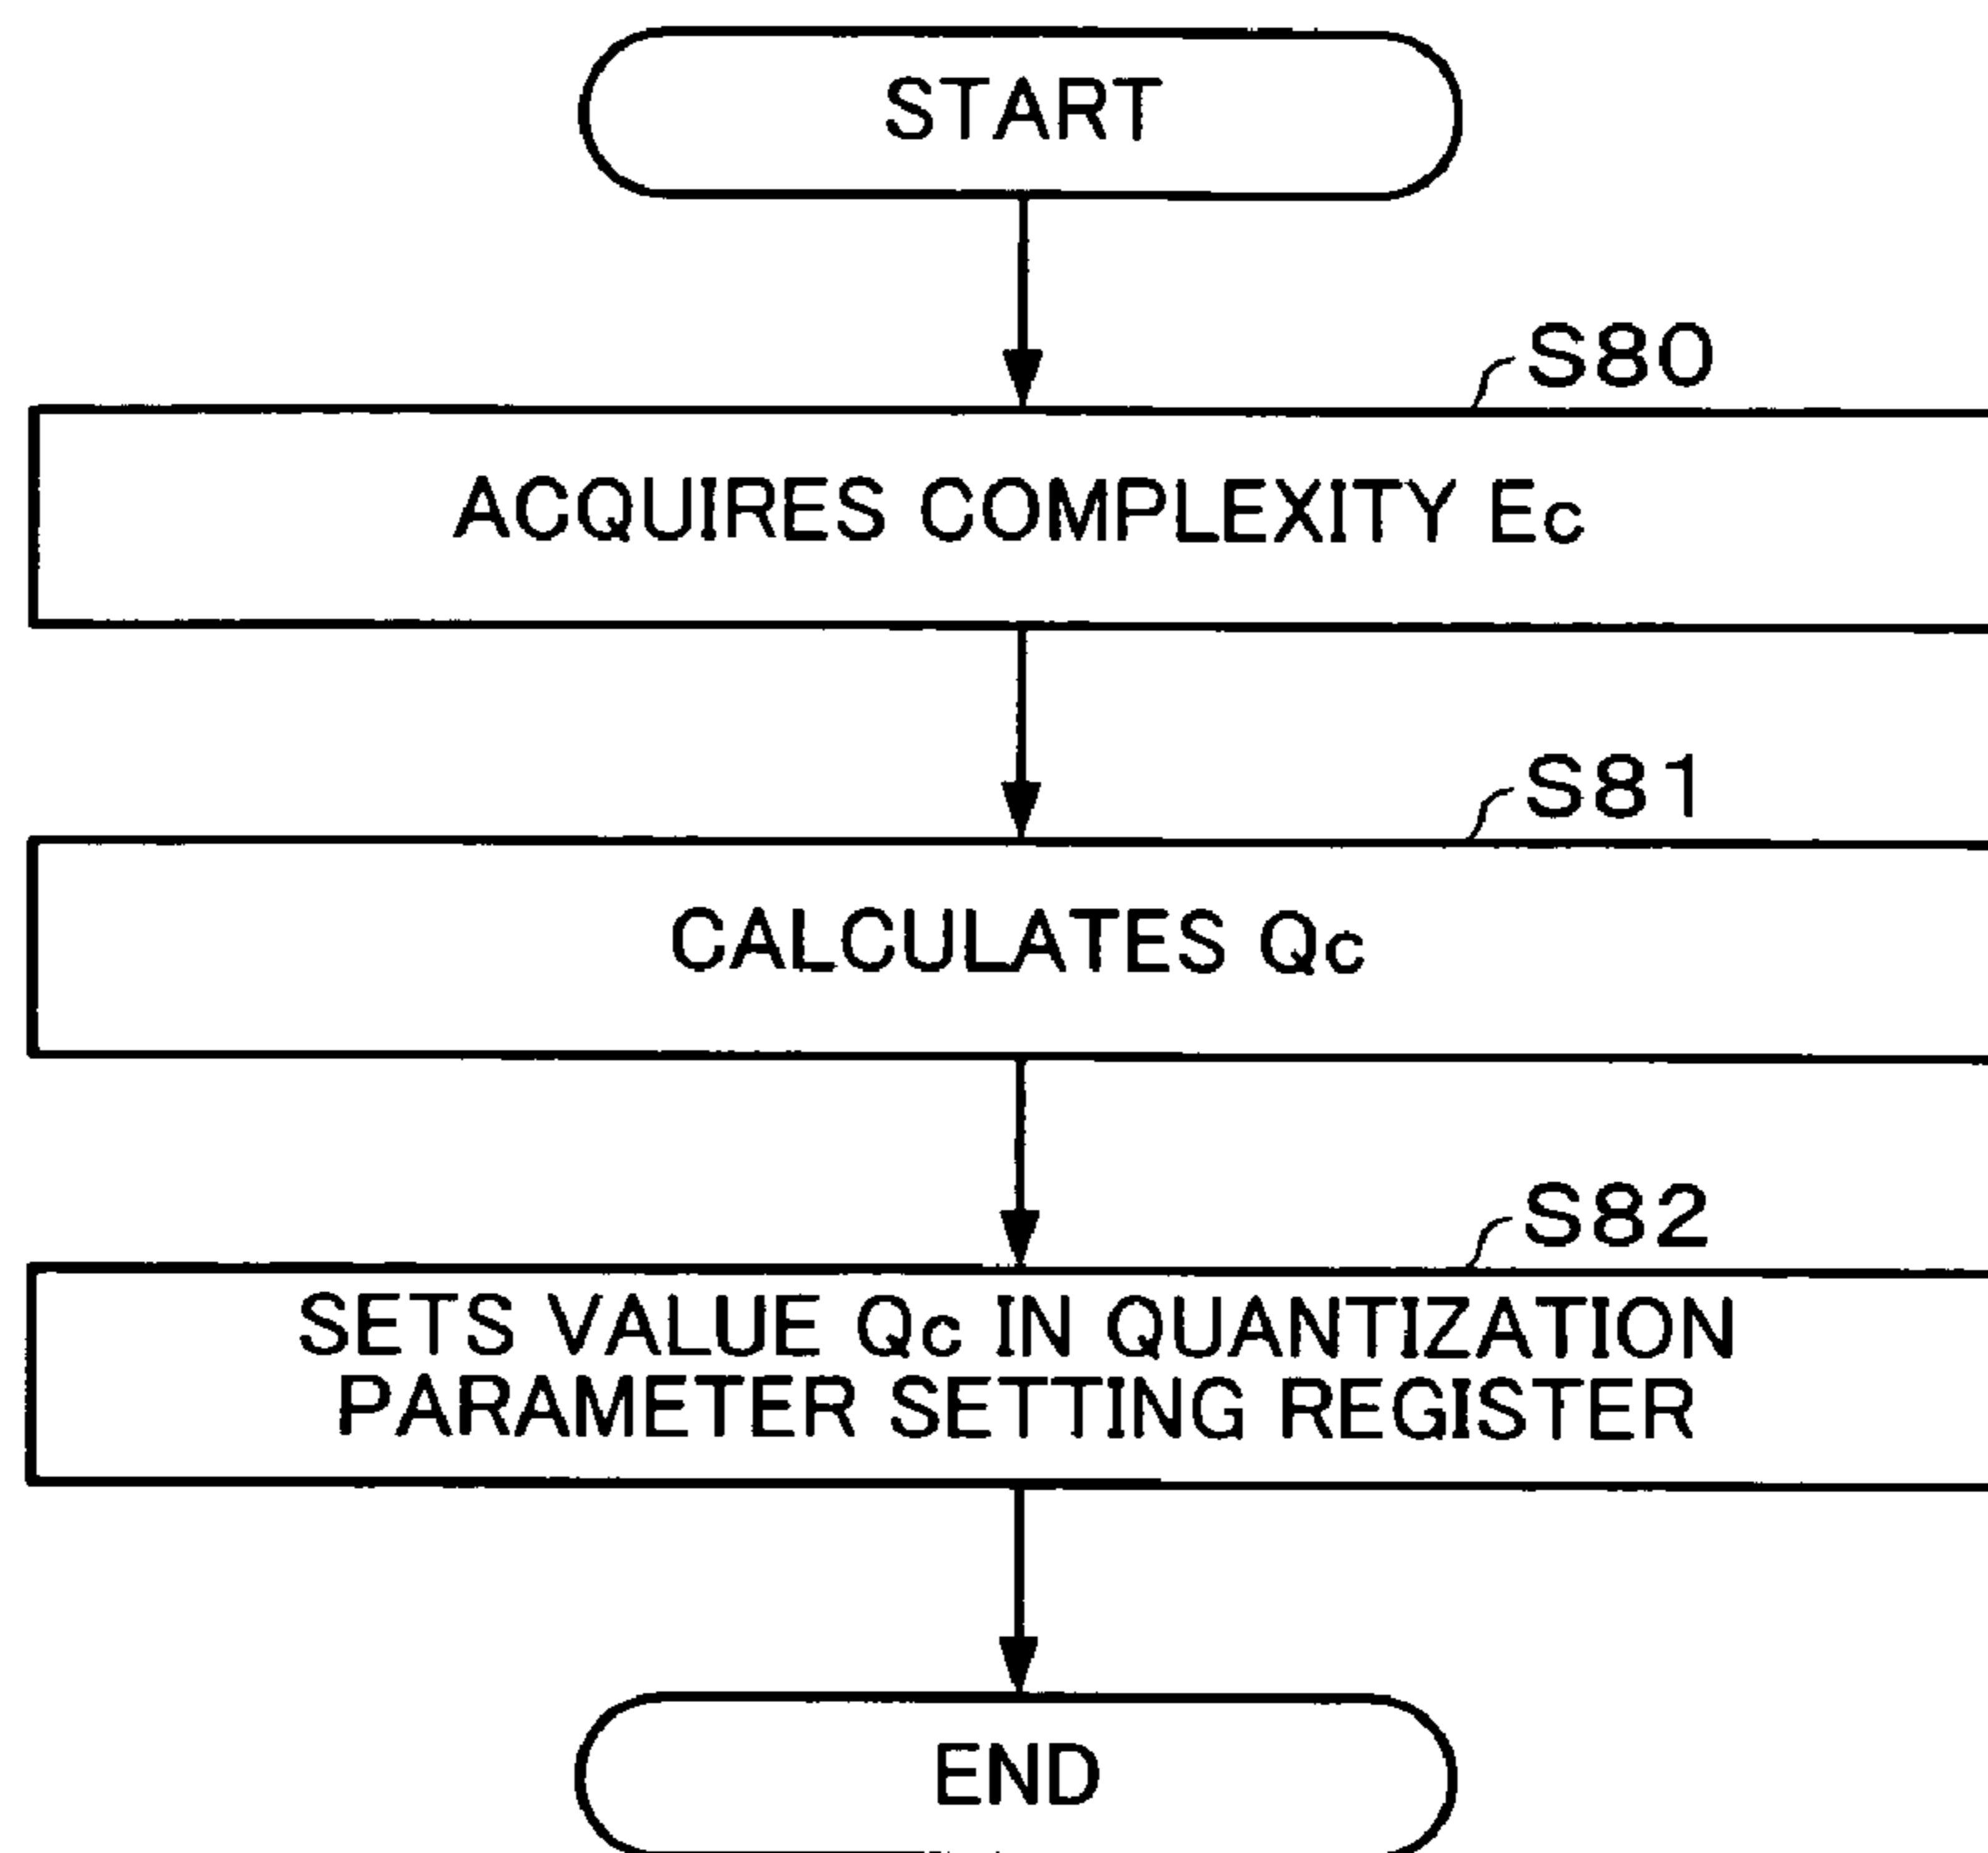 START
S80
ACQUIRES COMPLEXITY Ec
S81
CALCULATES Qc
S82
SETS VALUE Qc IN QUANTIZATION
PARAMETER SETTING REGISTER
END